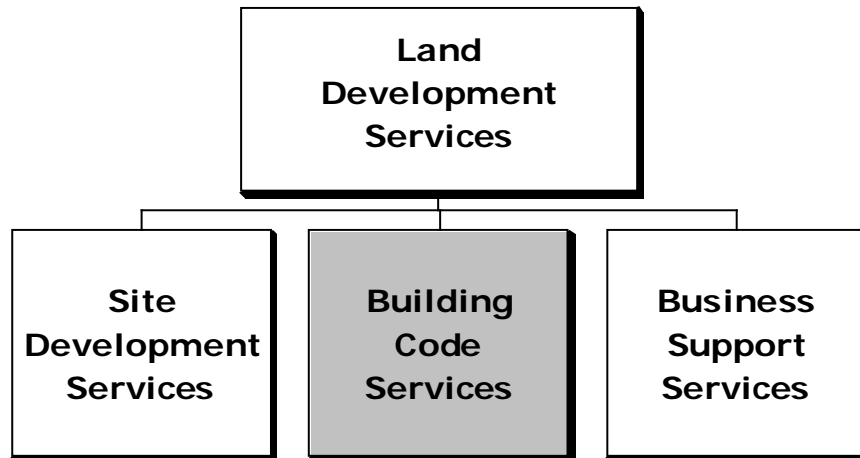 Land
Development
Services
Site
Development
Services
Building
Code
Services
Business
Support
Services